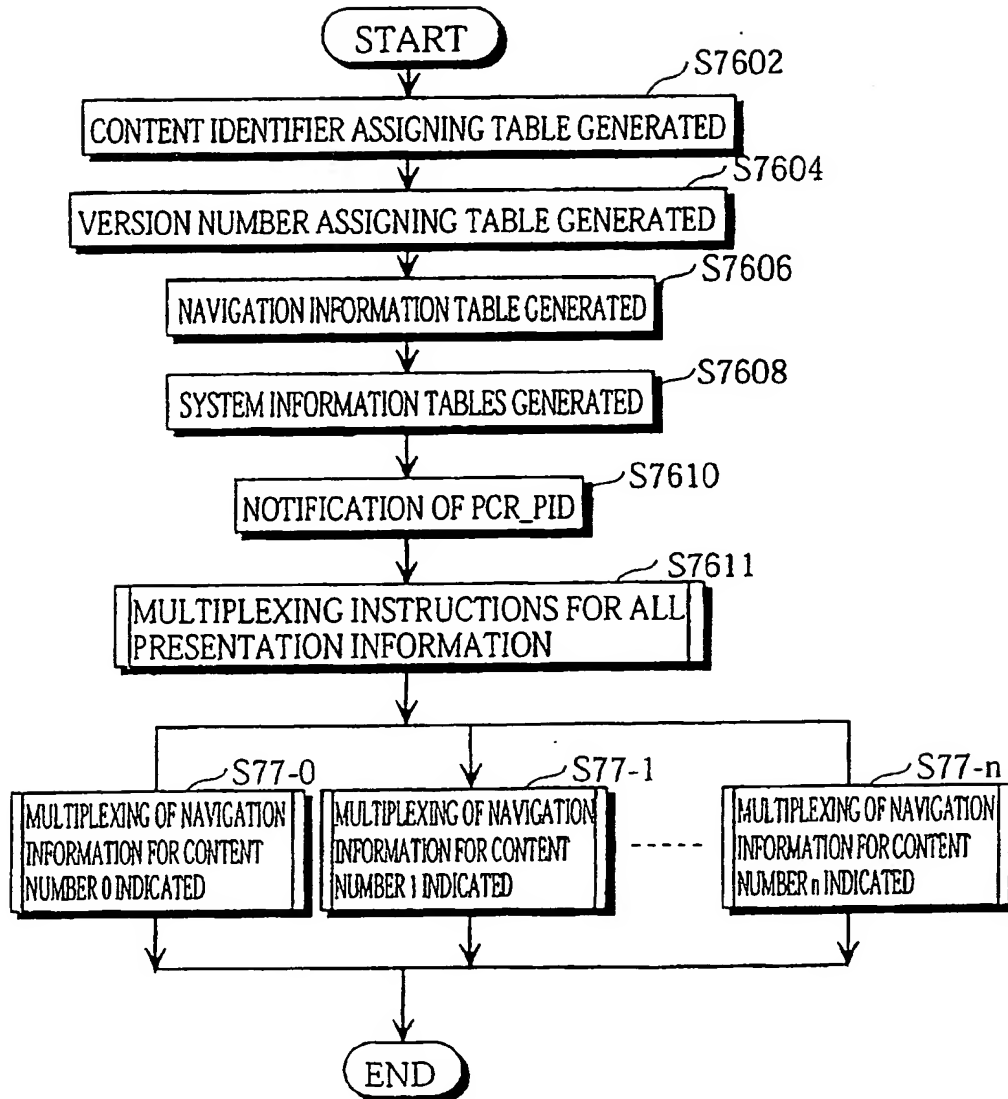 START
S7602
CONTENT IDENTIFIER ASSIGNING TABLE GENERATED
S7604
VERSION NUMBER ASSIGNING TABLE GENERATED
S7606
NAVIGATION INFORMATION TABLE GENERATED
S7608
SYSTEM INFORMATION TABLES GENERATED
S7610
NOTIFICATION OF PCR_PID
S7611
MULTIPLEXING INSTRUCTIONS FOR ALL
PRESENTATION INFORMATION
S77-0
MULTIPLEXING OF NAVIGATION
INFORMATION FOR CONTENT
NUMBER 0 INDICATED
S77-1
MULTIPLEXING OF NAVIGATION
INFORMATION FOR CONTENT
NUMBER 1 INDICATED
S77-n
MULTIPLEXING OF NAVIGATION
INFORMATION FOR CONTENT
NUMBER n INDICATED
END